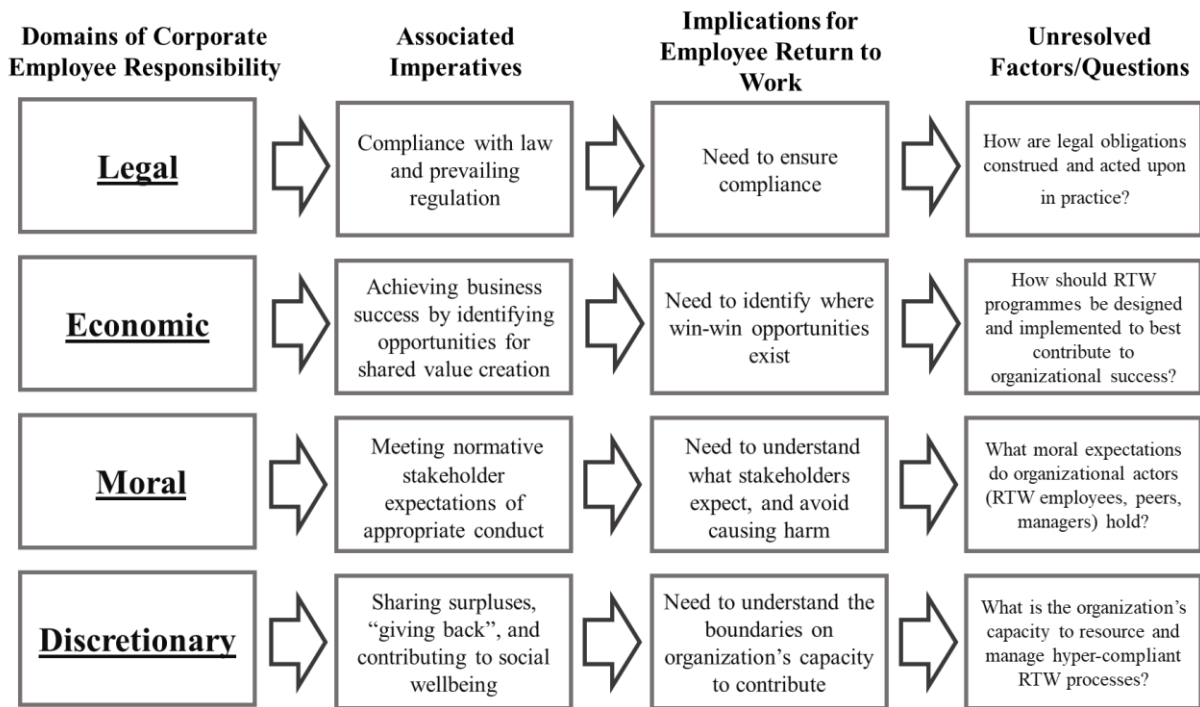 Domains of Corporate
Employee Responsibility
Associated
Imperatives
Implications for
Employee Return to
Work
Unresolved
Factors/Questions
Legal
Compliance with law
and prevailing
regulation
Need to ensure
compliance
How are legal obligations
construed and acted upon
in practice?
Economic
Achieving business
success by identifying
opportunities for
shared value creation
Need to identify where
win-win opportunities
exist
How should RTW
programmes be designed
and implemented to best
contribute to
organizational success?
Moral
Meeting normative
stakeholder
expectations of
appropriate conduct
Need to understand
what stakeholders
expect, and avoid
causing harm
What moral expectations
do organizational actors
(RTW employees, peers,
managers) hold?
Discretionary
Sharing surpluses,
“giving back”, and
contributing to social
wellbeing
Need to understand the
boundaries on
organization’s capacity
to contribute
What is the organization’s
capacity to resource and
manage hyper-compliant
RTW processes?